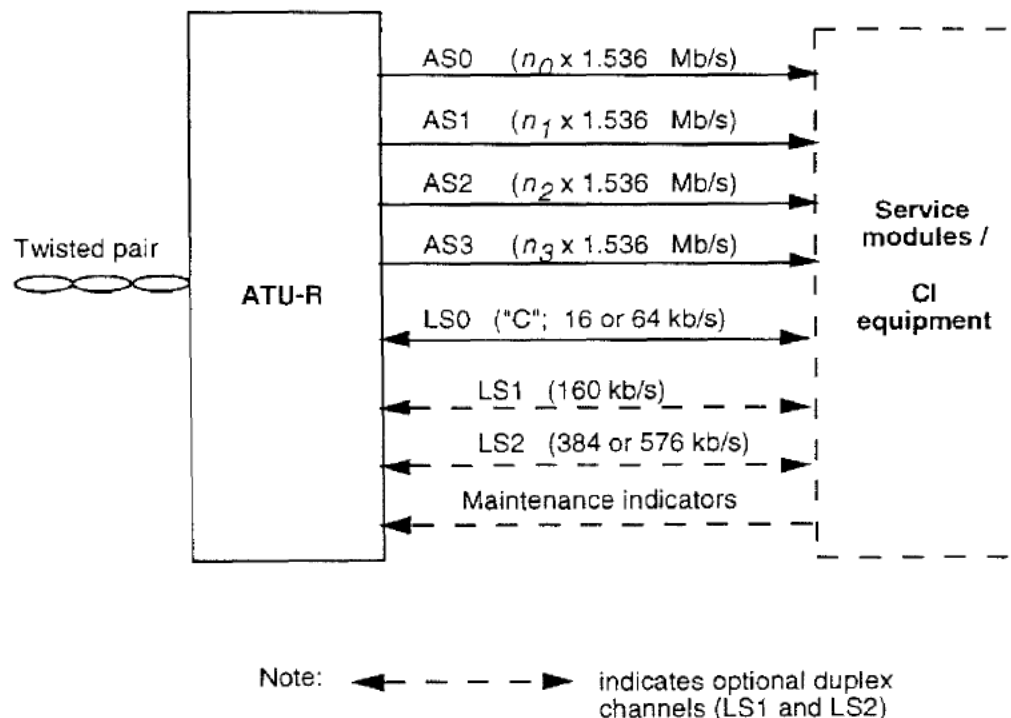 AS0 (n0 x 1.536 Mb/s)
AS1 (n1 x 1.536 Mb/s)
AS2 (n2 x 1.536 Mb/s)
AS3 (n3 x 1.536 Mb/s)
Twisted pair
ATU-R
Service
modules /
CI
equipment
LS0 ("C"; 16 or 64 kb/s)
LS1 (160 kb/s)
LS2 (384 or 576 kb/s)
Maintenance indicators
Note:
indicates optional duplex
channels (LS1 and LS2)